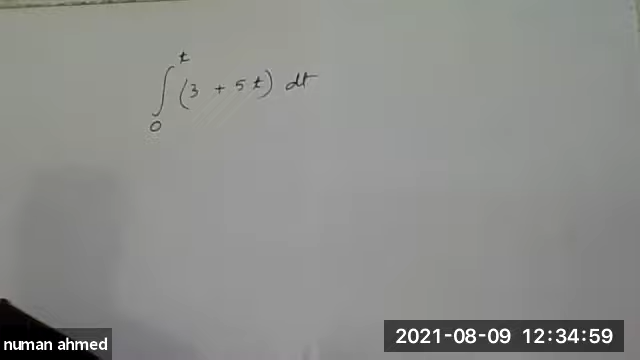 ∫₀ᵗ (3 + 5t) dt
numan ahmed
2021-08-09 12:34:59